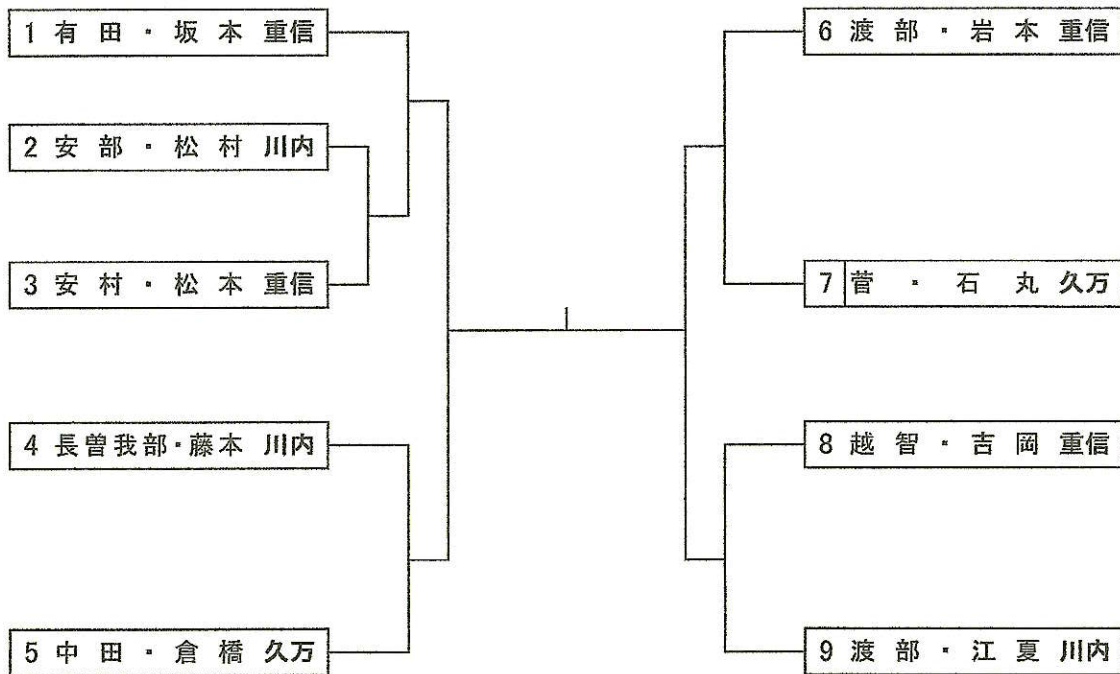 1 有田・坂本 重信
2 安部・松村 川内
3 安村・松本 重信
4 長曽我部・藤本 川内
5 中田・倉橋 久万
6 渡部・岩本 重信
7 菅・石丸 久万
8 越智・吉岡 重信
9 渡部・江夏 川内